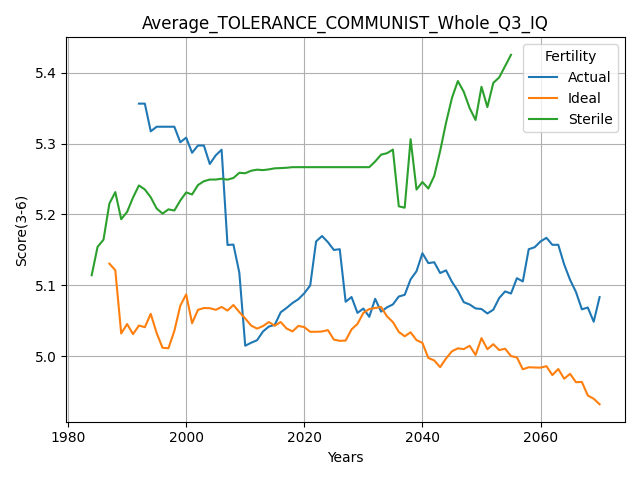 Average_TOLERANCE_COMMUNIST_Whole_Q3_IQ
Score(3-6)
5.4
5.3
5.2
5.1
5.0
Fertility
Actual
Ideal
Sterile
1980
2000
2020
2040
2060
Years